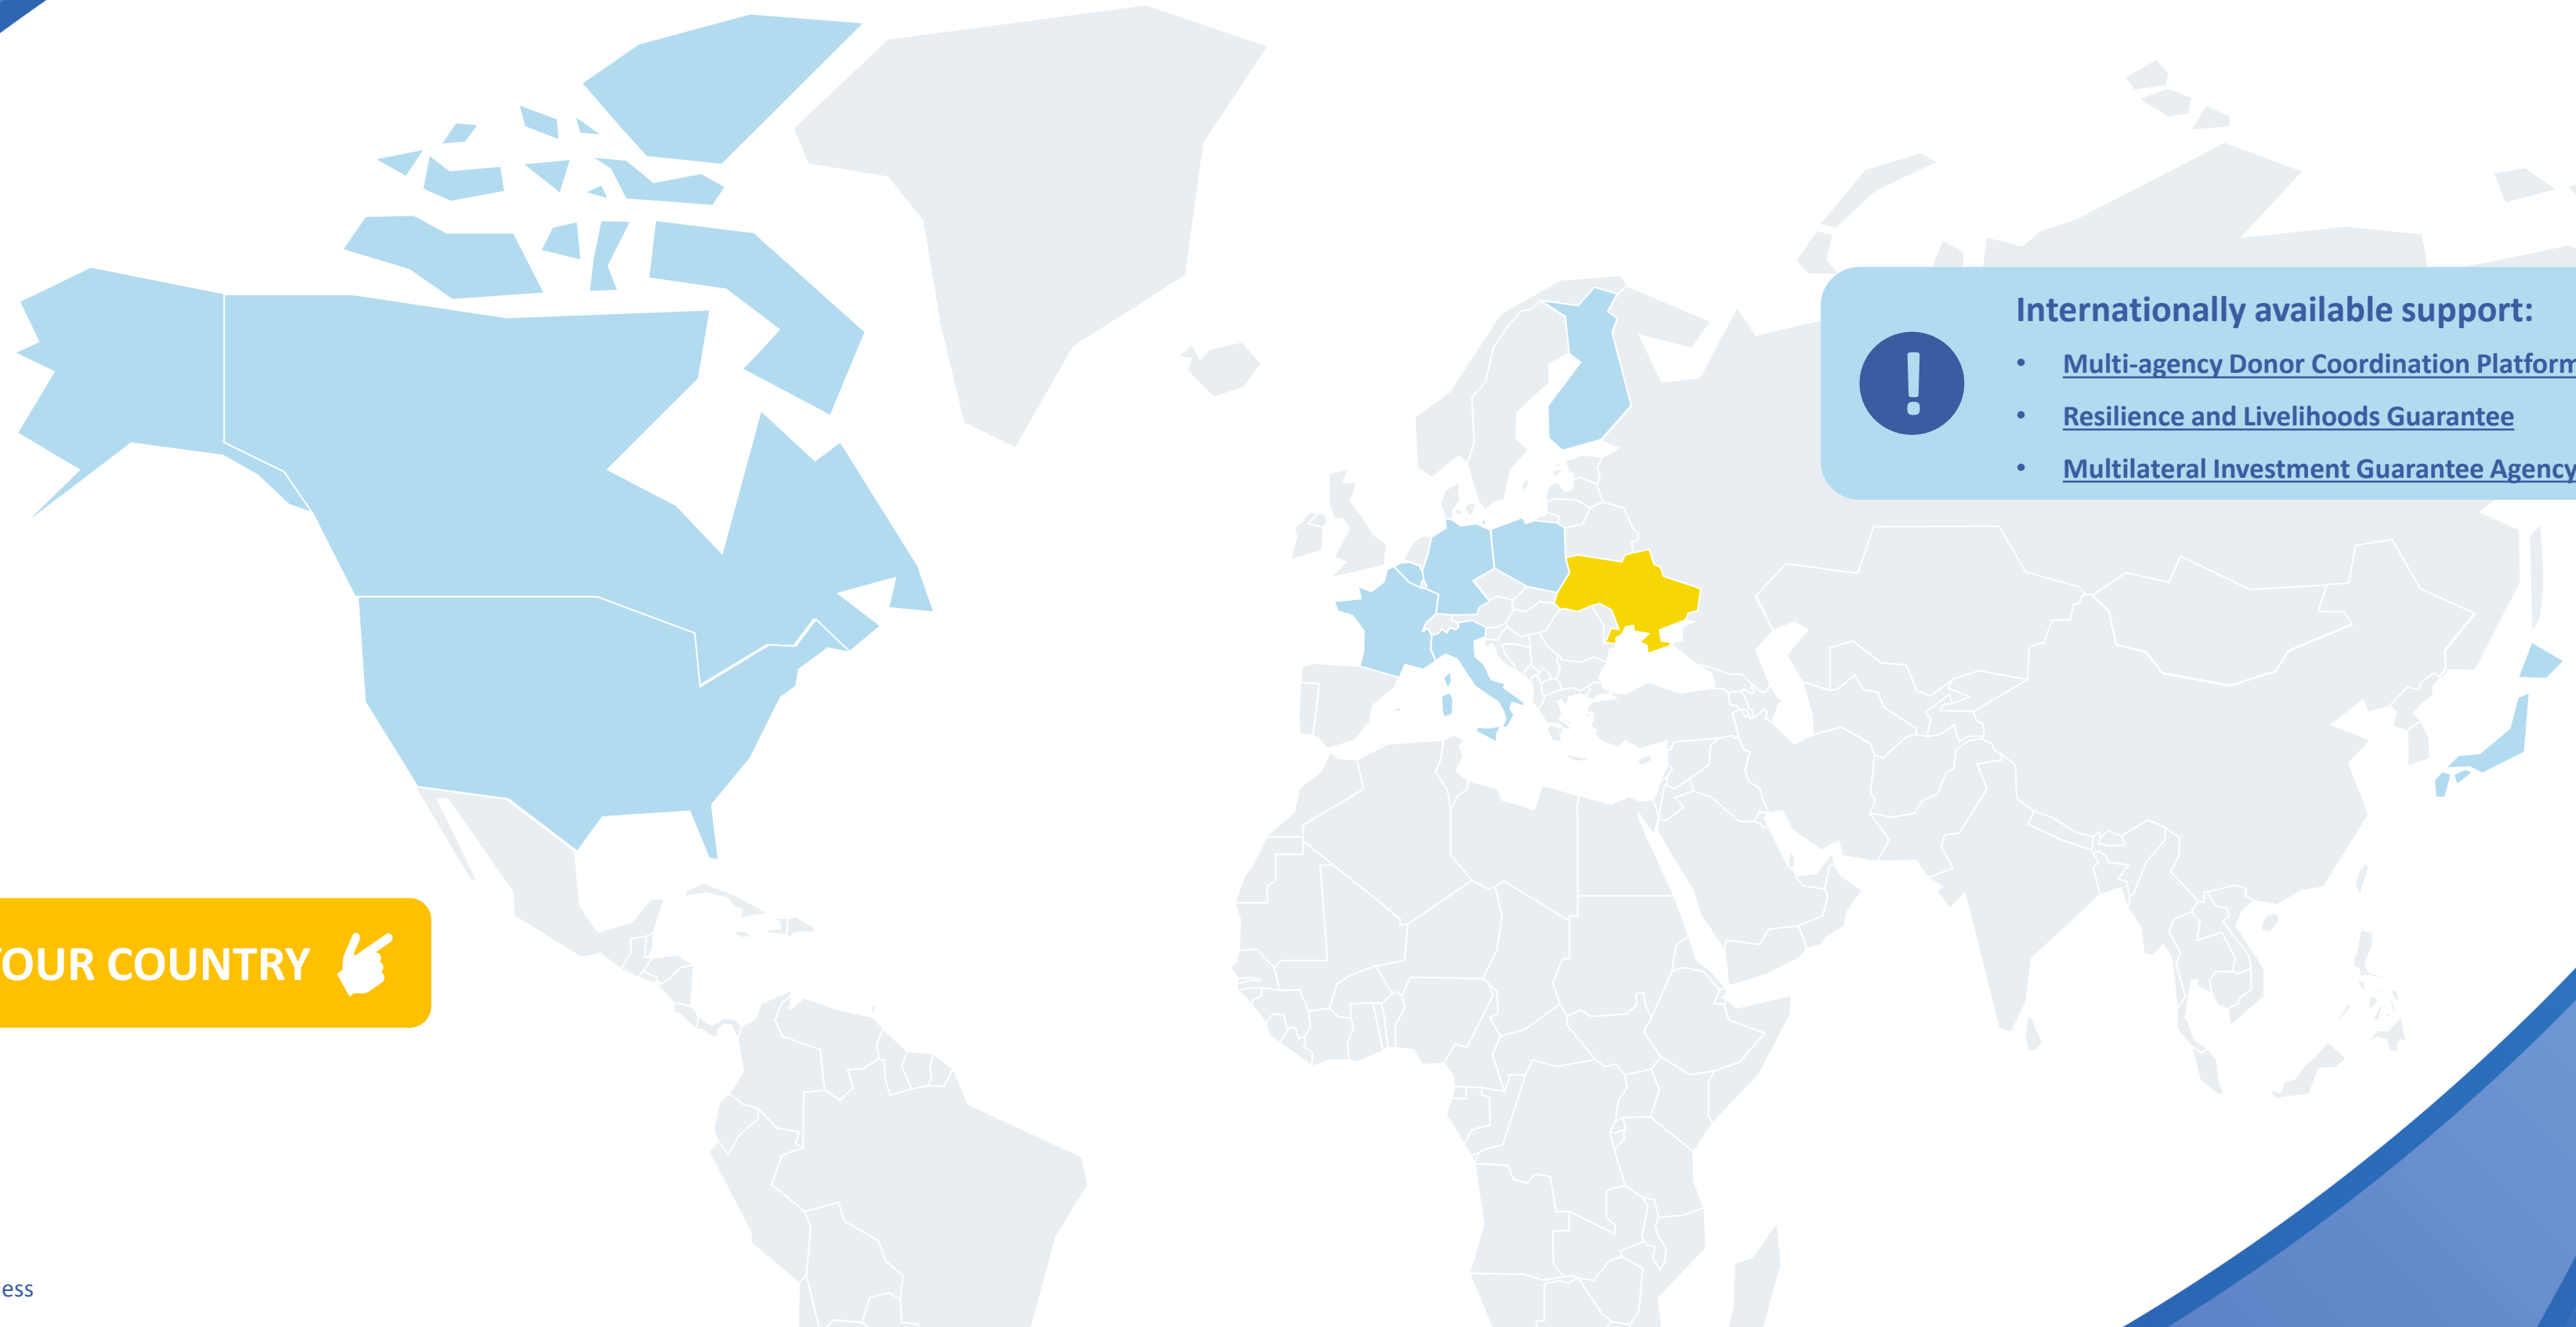 Internationally available support:
• Multi-agency Donor Coordination Platform
• Resilience and Livelihoods Guarantee
• Multilateral Investment Guarantee Agency
OUR COUNTRY
ess